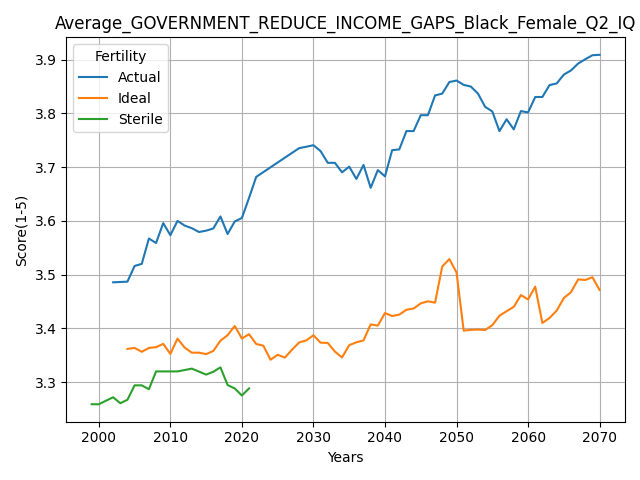 Average_GOVERNMENT_REDUCE_INCOME_GAPS_Black_Female_Q2_IQ
Fertility
Actual
Ideal
Sterile
Score(1-5)
3.9
3.8
3.7
3.6
3.5
3.4
3.3
2000 2010 2020 2030 2040 2050 2060 2070
Years